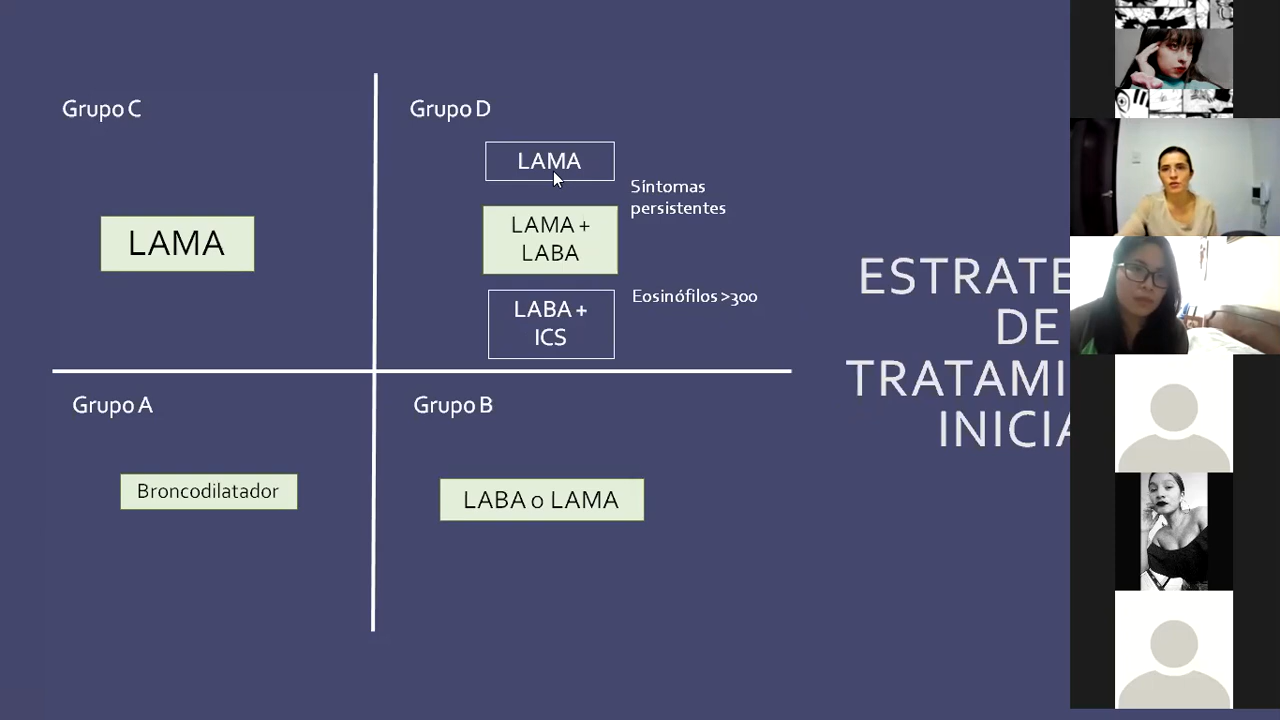 Grupo C
LAMA
Grupo D
LAMA
Síntomas
persistentes
LAMA +
LABA
Eosinófilos >300
LABA +
ICS
Grupo A
Broncodilatador
Grupo B
LABA o LAMA
ESTRATE
DE
TRATAMI
INICIA